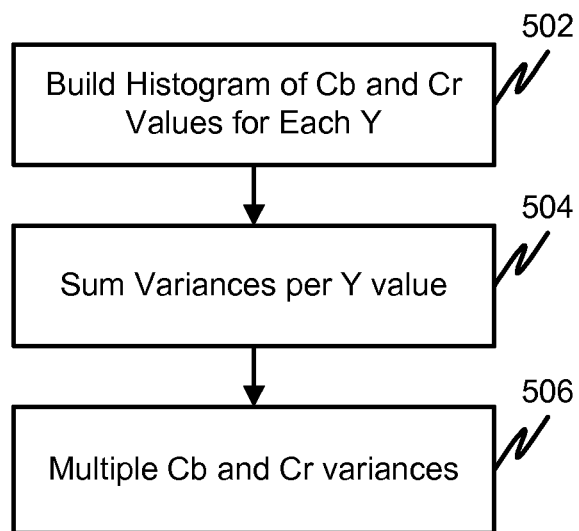 502
Build Histogram of Cb and Cr
Values for Each Y
504
Sum Variances per Y value
506
Multiple Cb and Cr variances